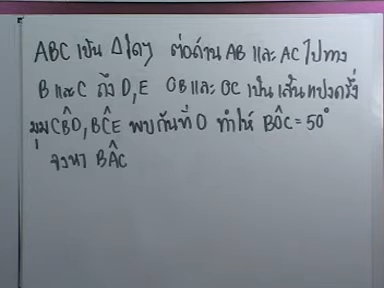 ABC เป็น Δใดๆ ต่อด้าน AB และ AC ไปทาง
B และ C ถึง D,E OB และ OC เป็นเส้นแบ่งครึ่ง
มุม CB̂D, BĈE พบกันที่ O ทำให้ BÔC = 50°
จงหา BÂC